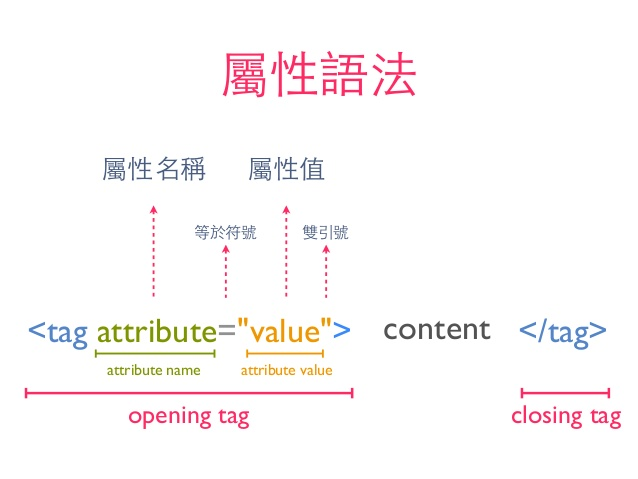 屬性語法
屬性名稱 屬性值
等於符號 雙引號
<tag attribute="value"> content </tag>
attribute name attribute value
opening tag closing tag